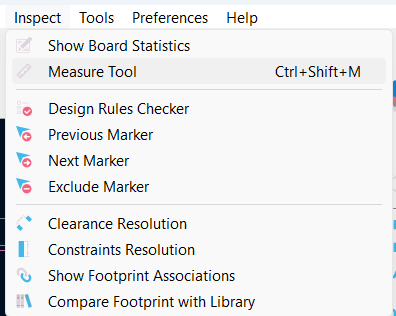 Inspect Tools Preferences Help
Show Board Statistics
Measure Tool Ctrl+Shift+M
Design Rules Checker
Previous Marker
Next Marker
Exclude Marker
Clearance Resolution
Constraints Resolution
Show Footprint Associations
Compare Footprint with Library